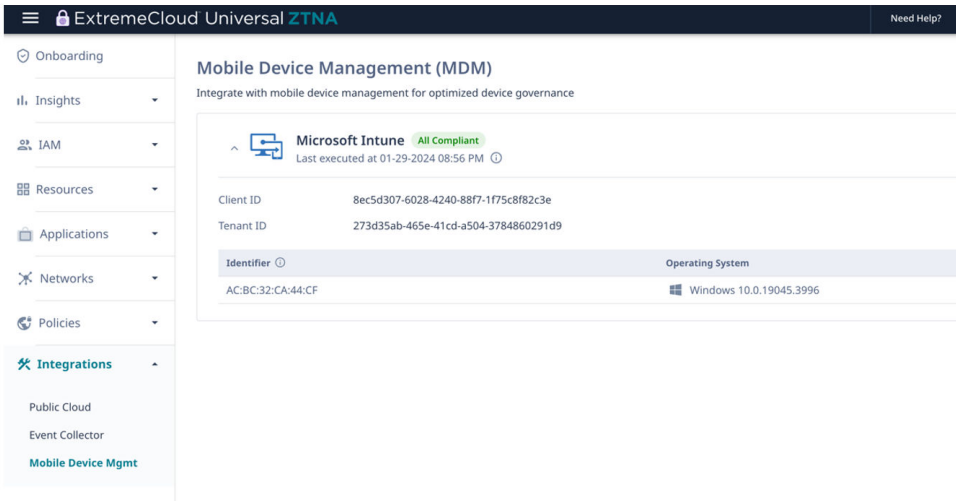 ExtremeCloud Universal ZTNA
Need Help?
Onboarding
Insights
IAM
Resources
Applications
Networks
Policies
Integrations
Public Cloud
Event Collector
Mobile Device Mgmt
Mobile Device Management (MDM)
Integrate with mobile device management for optimized device governance
Microsoft Intune All Compliant
Last executed at 01-29-2024 08:56 PM
Client ID 8ec5d307-6028-4240-88f7-1f75c8f82c3e
Tenant ID 273d35ab-465e-41cd-a504-3784860291d9
Identifier Operating System
AC:BC:32:CA:44:CF Windows 10.0.19045.3996